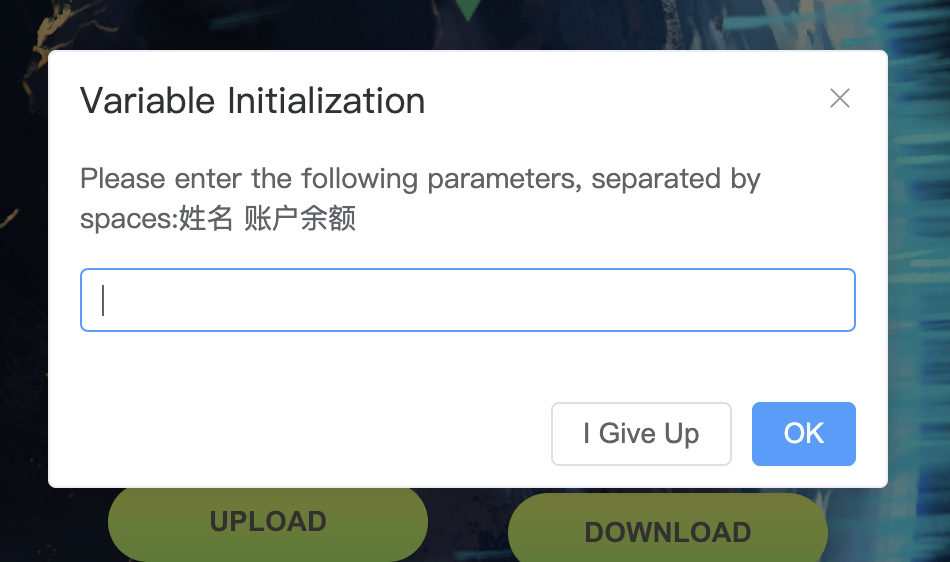 Variable Initialization
Please enter the following parameters, separated by
spaces:姓名 账户余额
I Give Up
OK
UPLOAD
DOWNLOAD